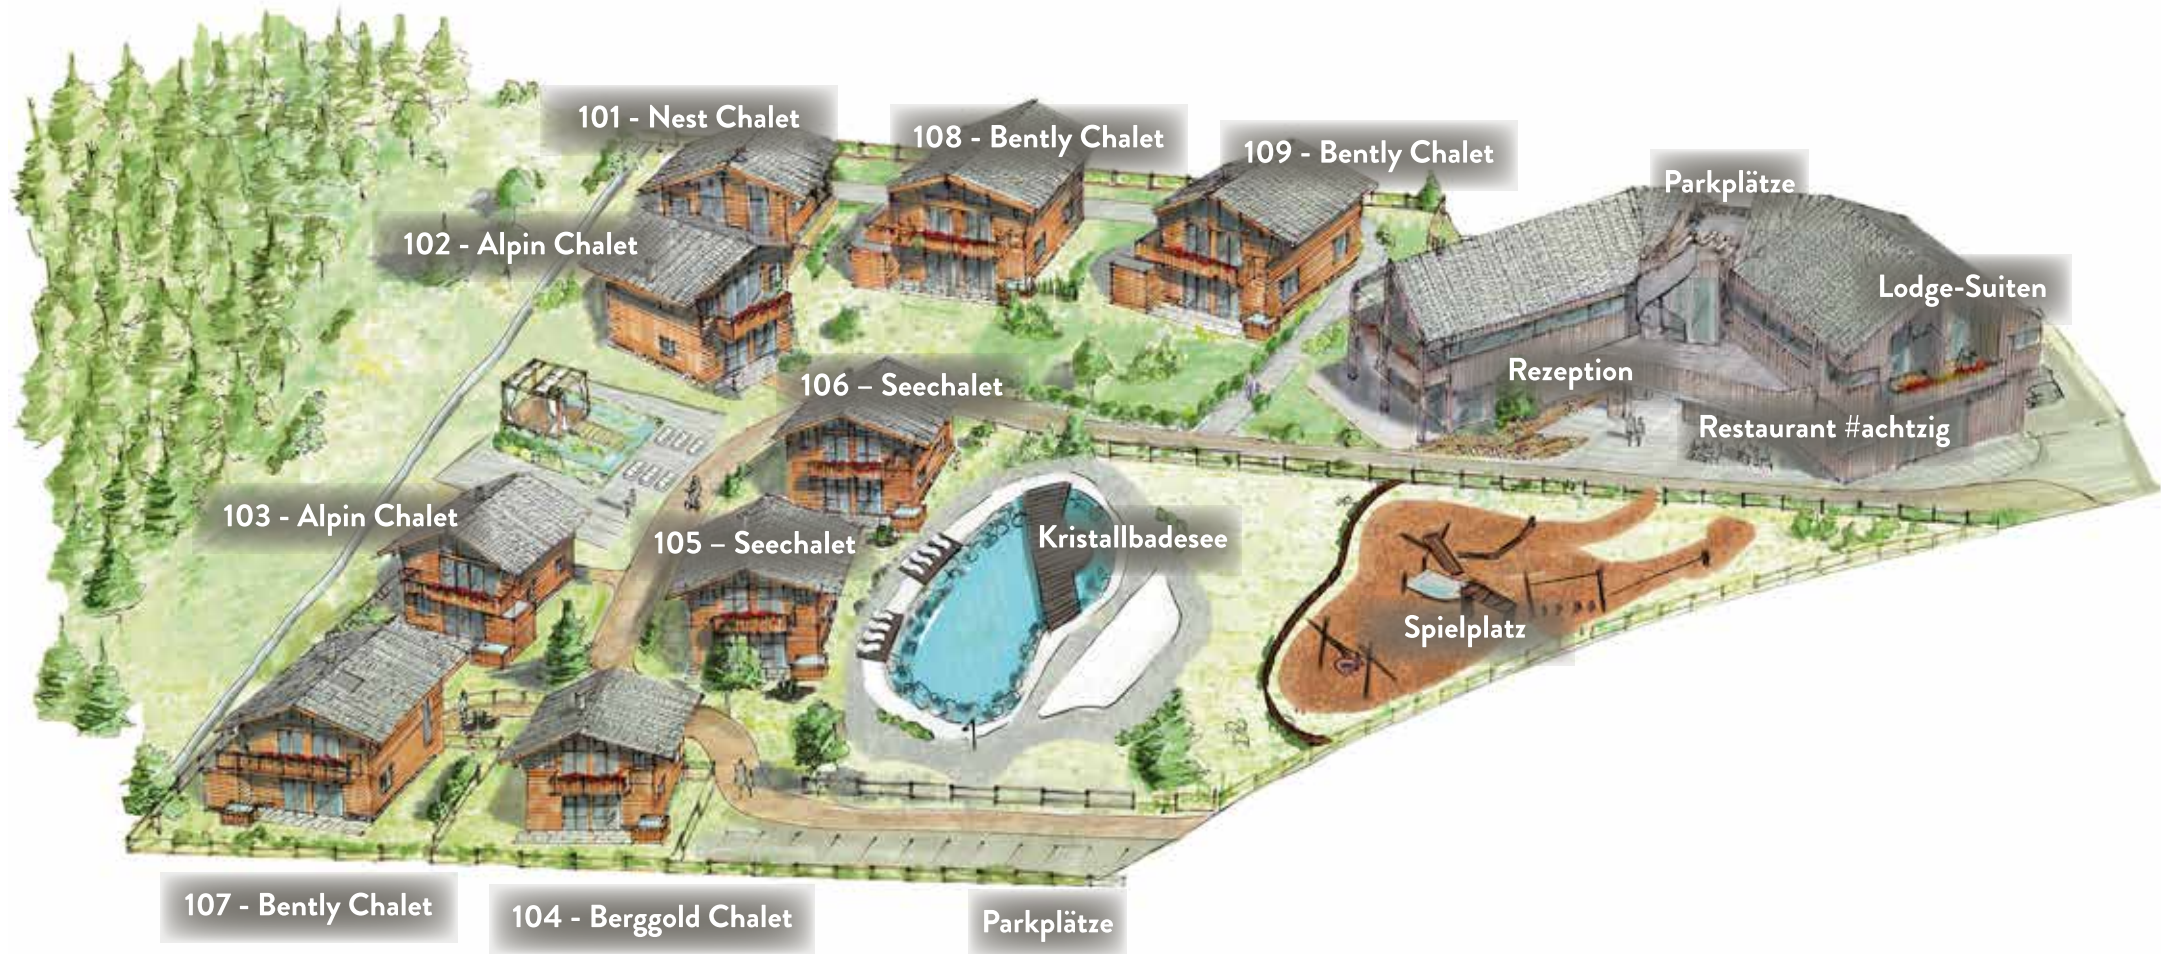 101 - Nest Chalet
108 - Bently Chalet
109 - Bently Chalet
Parkplätze
102 - Alpin Chalet
Lodge-Suiten
Rezeption
106 – Seechalet
Restaurant #achtzig
103 - Alpin Chalet
105 – Seechalet
Kristallbadesee
Spielplatz
107 - Bently Chalet
104 - Berggold Chalet
Parkplätze